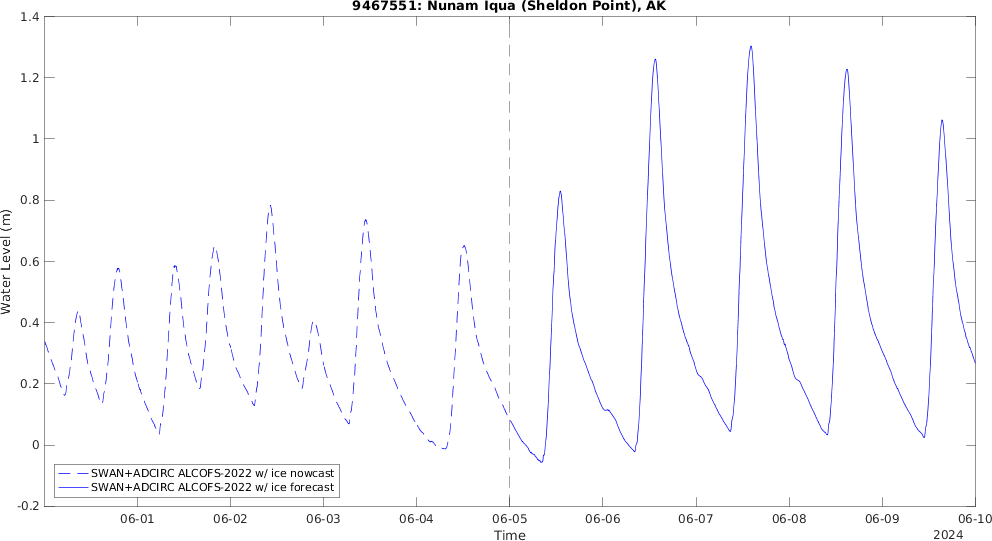 9467551: Nunam Iqua (Sheldon Point), AK
1.4
1.2
1
0.8
0.6
0.4
0.2
0
-0.2
Water Level (m)
SWAN+ADCIRC ALCOFS-2022 w/ ice nowcast
SWAN+ADCIRC ALCOFS-2022 w/ ice forecast
06-01 06-02 06-03 06-04 06-05 06-06 06-07 06-08 06-09 06-10
Time
2024